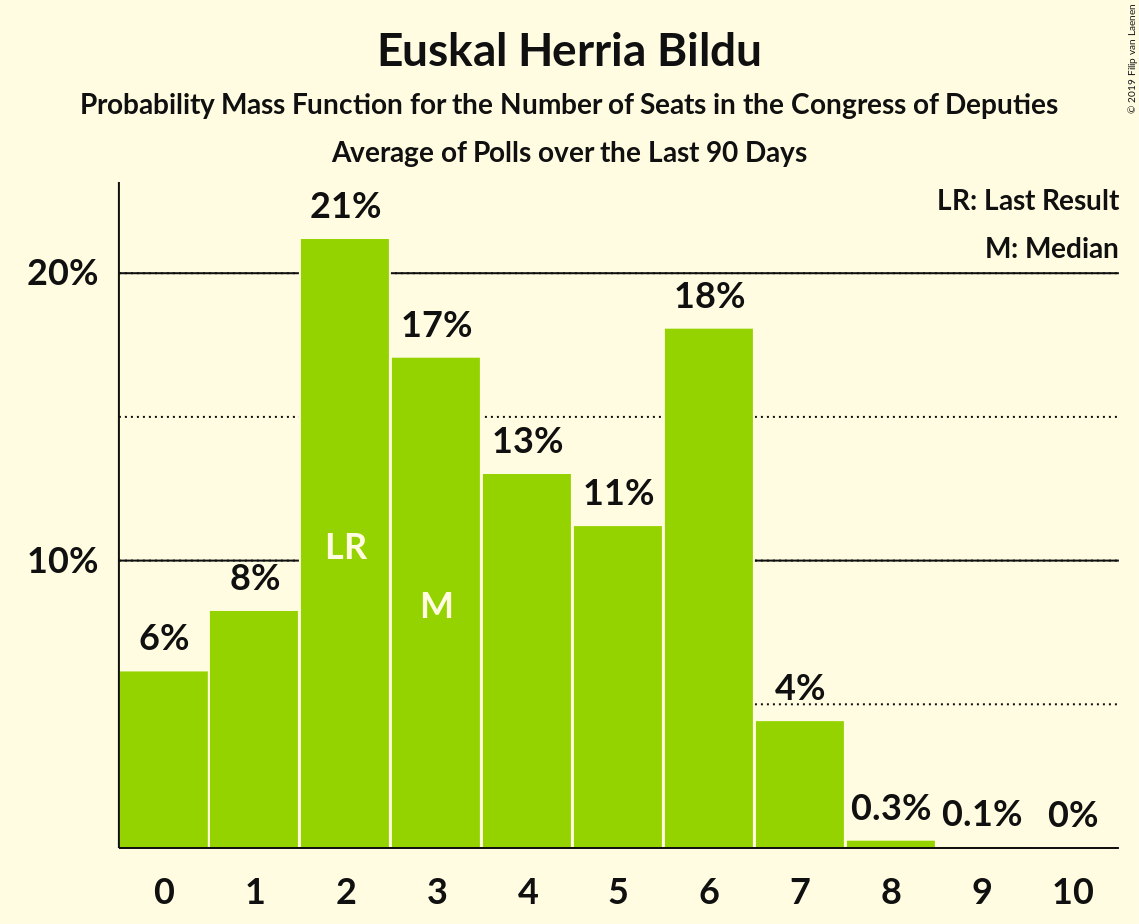 Euskal Herria Bildu
Probability Mass Function for the Number of Seats in the Congress of Deputies
Average of Polls over the Last 90 Days
© 2019 Filip van Laenen
LR: Last Result
M: Median
20%
10%
6%
8%
21%
17%
13%
11%
18%
4%
0.3%
0.1%
0%
LR
M
0 1 2 3 4 5 6 7 8 9 10